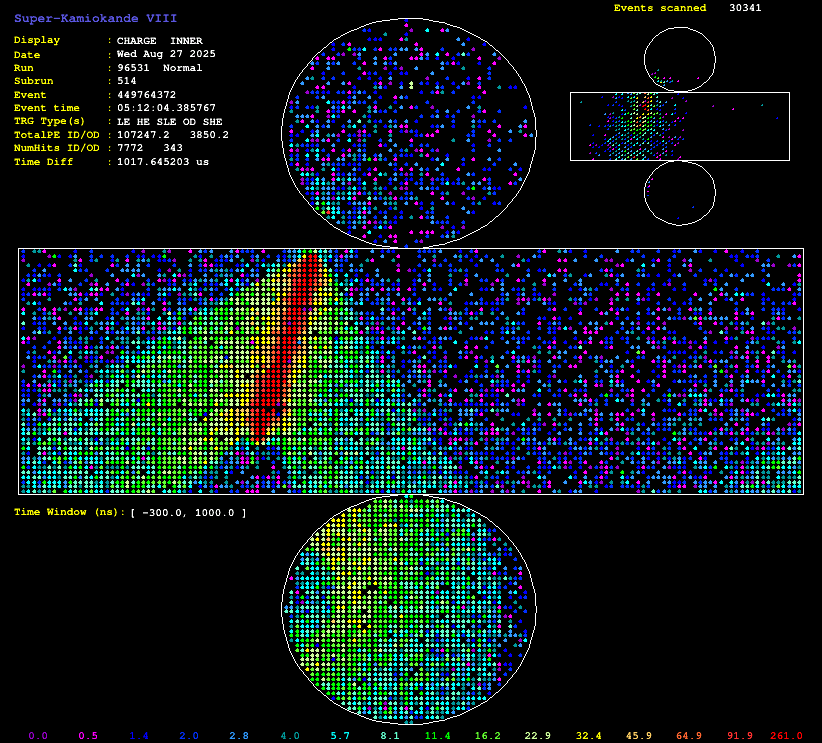 Events scanned 30341
Super-Kamiokande VIII
Display : CHARGE INNER
Date : Wed Aug 27 2025
Run : 96531 Normal
Subrun : 514
Event : 449764372
Event time : 05:12:04.385767
TRG Type(s) : LE HE SLE OD SHE
TotalPE ID/OD : 107247.2 3850.2
NumHits ID/OD : 7772 343
Time Diff : 1017.645203 us
Time Window (ns): [ -300.0, 1000.0 ]
0.0 0.5 1.4 2.0 2.8 4.0 5.7 8.1 11.4 16.2 22.9 32.4 45.9 64.9 91.9 261.0